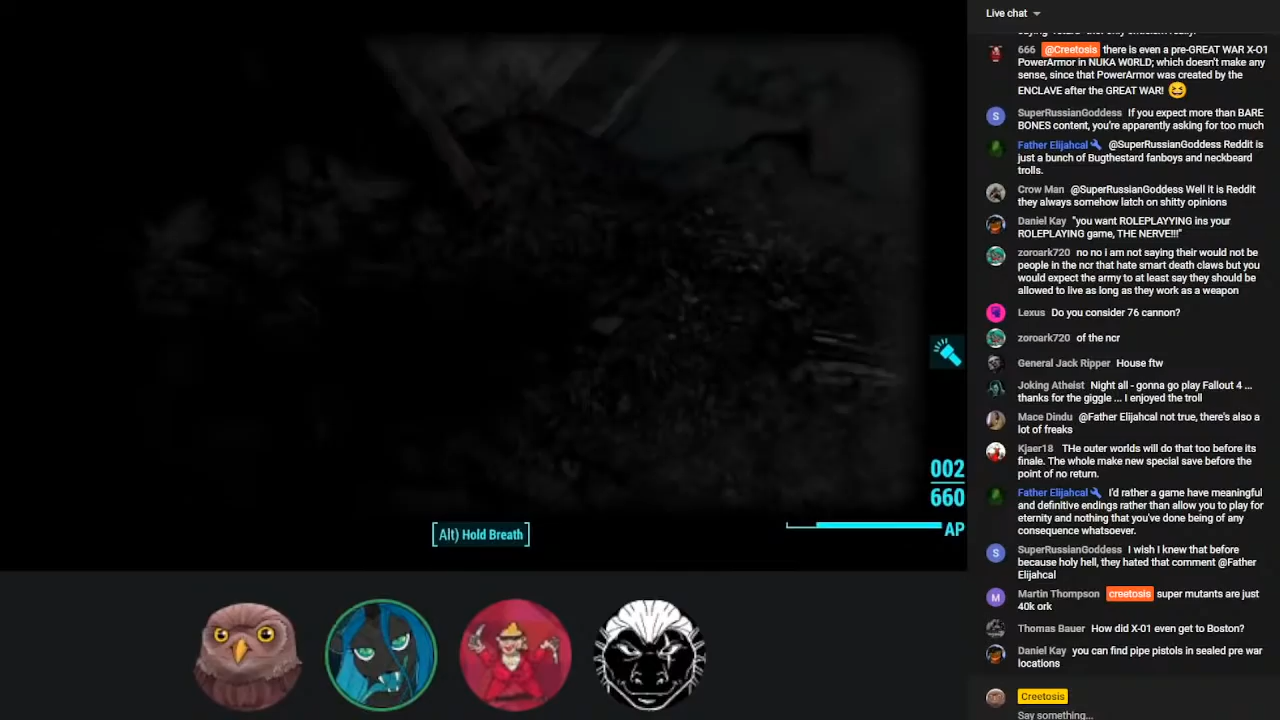 Live chat
666 @Creetosis there is even a pre-GREAT WAR X-01
PowerArmor in NUKA W0RLD; which doesn't make any
sense, since that PowerArmor was created by the
ENCLAVE after the GREAT WAR!
SuperRussianGoddess If you expect more than BARE
BONES content, you're apparently asking for too much
Father Elijahcal @SuperRussianGoddess Reddit is
just a bunch of Bugthestard fanboys and neckbeard
trolls.
Crow Man @SuperRussianGoddess Well It is Reddit
they always somehow latch on shitty opinions
Daniel Kay "you want ROLEPLAYYING ins your
ROLEPLAYING game, THE NERVE!!!"
zoroark720 no no i am not saying their would not be
people in the ncr that hate smart death claws but you
would expect the army to at least say they should be
allowed to live as long as they work as a weapon
Lexus Do you consider 76 cannon?
zoroark720 of the ncr
General Jack Ripper House ftw
Joking Atheist Night all - gonna go play Fallout 4 ...
thanks for the giggle ... I enjoyed the troll
Mace Dindu @Father Elijahcal not true, there's also a
lot of freaks
Kjaer18 THe outer worlds will do that too before its
finale. The whole make new special save before the
point of no return.
Father Elijahcal I'd rather a game have meaningful
and definitive endings rather than allow you to play for
eternity and nothing that you've done being of any
consequence whatsoever.
SuperRussianGoddess I wish I knew that before
because holy hell, they hated that comment @Father
Elijahcal
Martin Thompson creetosis super mutants are just
40k ork
Thomas Bauer How did X-01 even get to Boston?
Daniel Kay you can find pipe pistols in sealed pre war
locations
Creetosis
Say something...
002
660
AP
Alt) Hold Breath